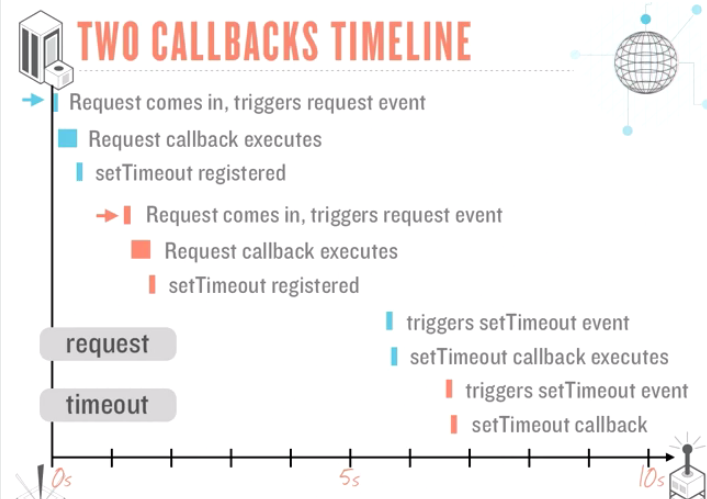 TWO CALLBACKS TIMELINE
Request comes in, triggers request event
Request callback executes
setTimeout registered
Request comes in, triggers request event
Request callback executes
setTimeout registered
triggers setTimeout event
request
setTimeout callback executes
triggers setTimeout event
timeout
setTimeout callback
0s
5s
10s